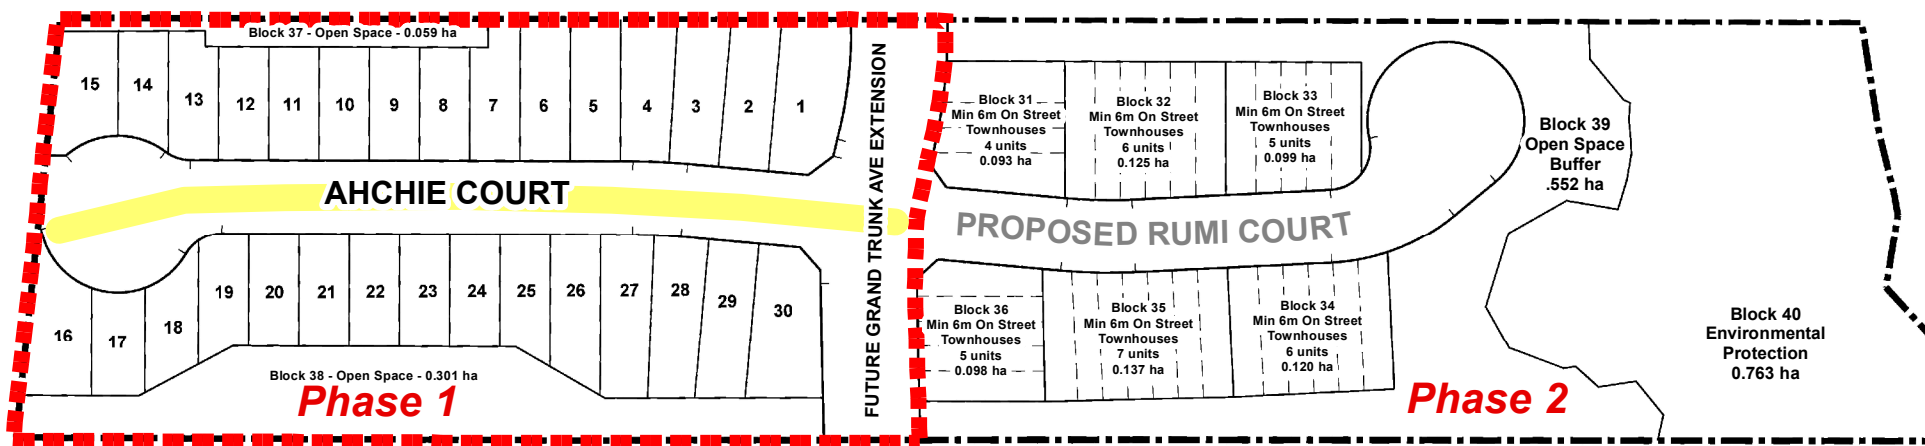 Block 37 - Open Space - 0.059 ha
15
14
13
12
11
10
9
8
7
6
5
4
3
2
1
AHCHIE COURT
16
17
18
19
20
21
22
23
24
25
26
27
28
29
30
Block 38 - Open Space - 0.301 ha
Phase 1
FUTURE GRAND TRUNK AVE EXTENSION
Block 31
Min 6m On Street
Townhouses
4 units
0.093 ha
Block 32
Min 6m On Street
Townhouses
6 units
0.125 ha
Block 33
Min 6m On Street
Townhouses
5 units
0.099 ha
PROPOSED RUMI COURT
Block 36
Min 6m On Street
Townhouses
5 units
0.098 ha
Block 35
Min 6m On Street
Townhouses
7 units
0.137 ha
Block 34
Min 6m On Street
Townhouses
6 units
0.120 ha
Phase 2
Block 39
Open Space
Buffer
.552 ha
Block 40
Environmental
Protection
0.763 ha